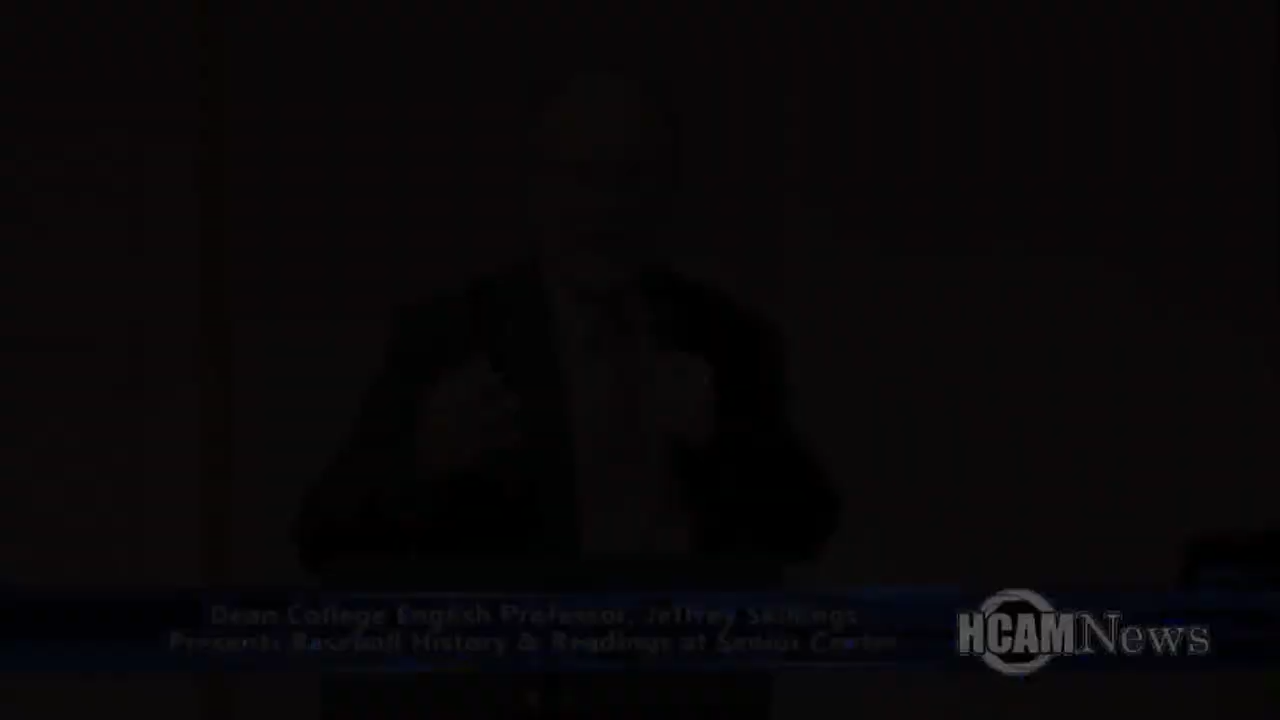 Dean College English Professor, Jeffrey
Presents Baseball History & Readings at Senior Center
HCAMNews